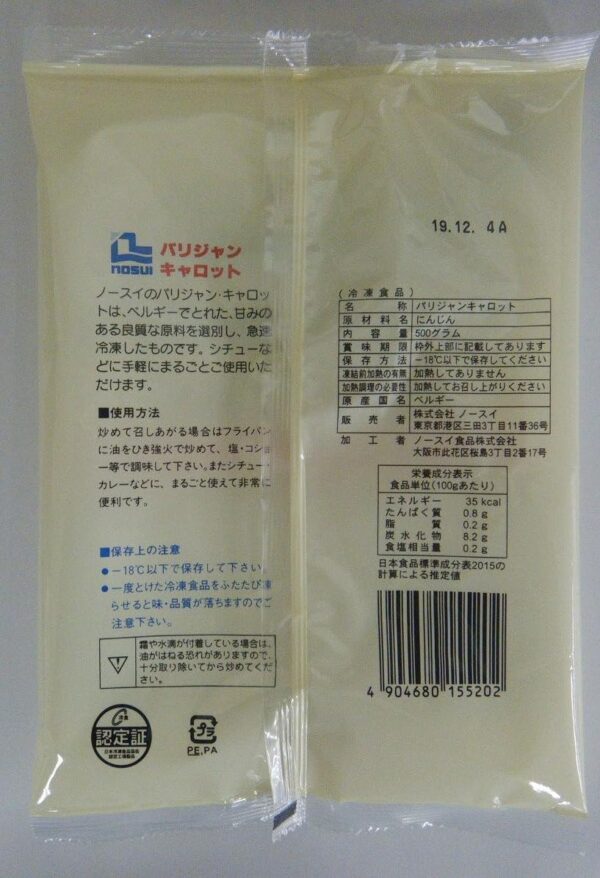 19.12. 4A
nosui
パリジャン
キャロット
ノースイのパリジャン・キャロッ
トは、ベルギーでとれた、甘みの
ある良質な原料を選別し、急速
冷凍したものです。シチューな
どに手軽にまるごとご使用いた
だけます。
■使用方法
炒めて召しあがる場合はフライパン
に油をひき強火で炒めて、塩・コショ
ー等で調味して下さい。またシチュー・
カレーなどに、まるごと使えて非常に
便利です。
■保存上の注意
●−18℃以下で保存して下さい。
●一度とけた冷凍食品をふたたび凍
らせると味・品質が落ちますのでご
注意下さい。
霜や水滴が付着している場合は、
油がはねる恐れがありますので、
十分取り除いてから炒めてくだ
さい。
認定証
PE,PA
プラ
(冷凍食品)
名称 パリジャンキャロット
原材料名 にんじん
内容量 500グラム
賞味期限 枠外上部に記載してあります
保存方法 −18℃以下で保存してください
凍結前加熱の有無 加熱してありません
加熱調理の必要性 加熱してお召し上がりください
原産国名 ベルギー
販売者 株式会社 ノースイ
東京都港区三田3丁目11番36号
加工者 ノースイ食品株式会社
大阪市此花区桜島3丁目2番17号
栄養成分表示
食品単位(100gあたり)
エネルギー 35 kcal
たんぱく質 0.8 g
脂質 0.2 g
炭水化物 8.2 g
食塩相当量 0.2 g
日本食品標準成分表2015の
計算による推定値
4 904680 155202